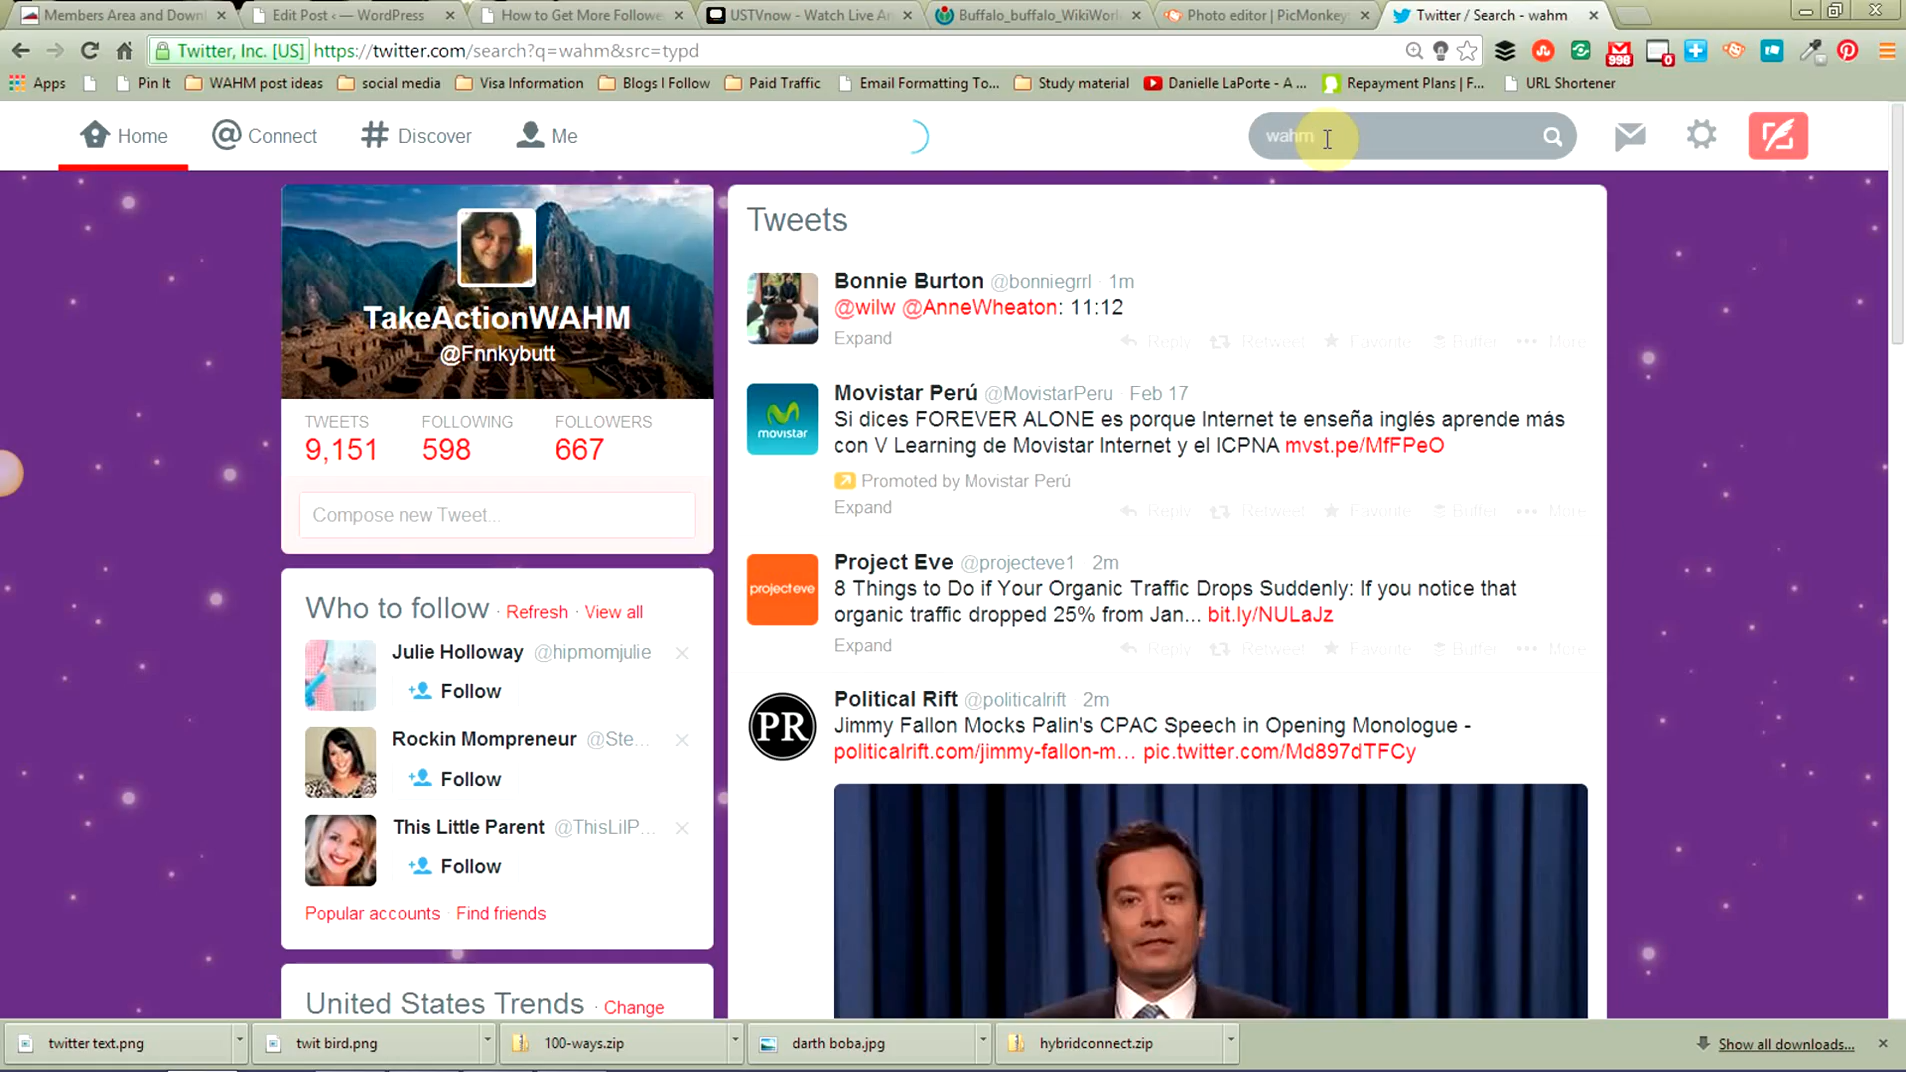 Members Area and Downl
Edit Post ‹ — WordPress
How to Get More Followe
USTVnow - Watch Live A
Buffalo_buffalo_WikiWorl
Photo editor | PicMonkey
Twitter / Search - wahm
Twitter, Inc. [US] https://twitter.com/search?q=wahm&src=typd
998
0
Apps
Pin It
WAHM post ideas
social media
Visa Information
Blogs I Follow
Paid Traffic
Email Formatting To...
Study material
Danielle LaPorte - A ...
Repayment Plans | F...
URL Shortener
Home
Connect
Discover
Me
wahm
TakeActionWAHM
@Fnnkybutt
TWEETS FOLLOWING FOLLOWERS
9,151 598 667
Compose new Tweet...
Who to follow · Refresh · View all
Julie Holloway @hipmomjulie
Follow
Rockin Mompreneur @Ste...
Follow
This Little Parent @ThisLilP...
Follow
Popular accounts · Find friends
United States Trends · Change
Tweets
Bonnie Burton @bonniegrrl · 1m
@wilw @AnneWheaton: 11:12
Expand
Reply Retweet Favorite Buffer More
movistar
Movistar Perú @MovistarPeru · Feb 17
Si dices FOREVER ALONE es porque Internet te enseña inglés aprende más
con V Learning de Movistar Internet y el ICPNA mvst.pe/MfFPeO
Promoted by Movistar Perú
Expand
Reply Retweet Favorite Buffer More
projecteve
Project Eve @projecteve1 · 2m
8 Things to Do if Your Organic Traffic Drops Suddenly: If you notice that
organic traffic dropped 25% from Jan... bit.ly/NULaJz
Expand
Reply Retweet Favorite Buffer More
PR
Political Rift @politicalrift · 2m
Jimmy Fallon Mocks Palin's CPAC Speech in Opening Monologue -
politicalrift.com/jimmy-fallon-m... pic.twitter.com/Md897dTFCy
twitter text.png
twit bird.png
100-ways.zip
darth boba.jpg
hybridconnect.zip
Show all downloads...